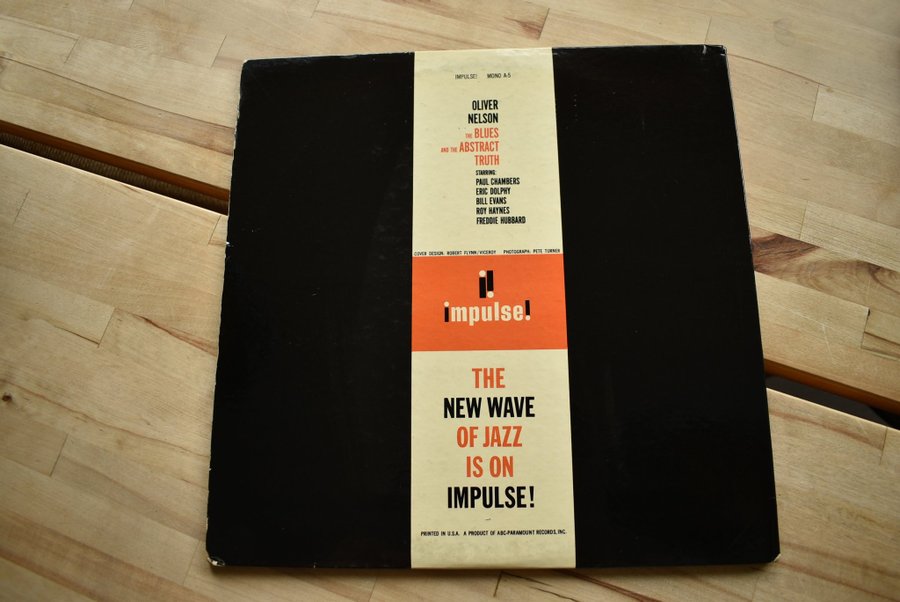 IMPULSE! MONO A-5
OLIVER
NELSON
THE BLUES
AND THE ABSTRACT
TRUTH
STARRING:
PAUL CHAMBERS
ERIC DOLPHY
BILL EVANS
ROY HAYNES
FREDDIE HUBBARD
COVER DESIGN: ROBERT FLYNN/VICEROY PHOTOGRAPH: PETE TURNER
impulse!
THE
NEW WAVE
OF JAZZ
IS ON
IMPULSE!
PRINTED IN U.S.A. A PRODUCT OF ABC-PARAMOUNT RECORDS, INC.